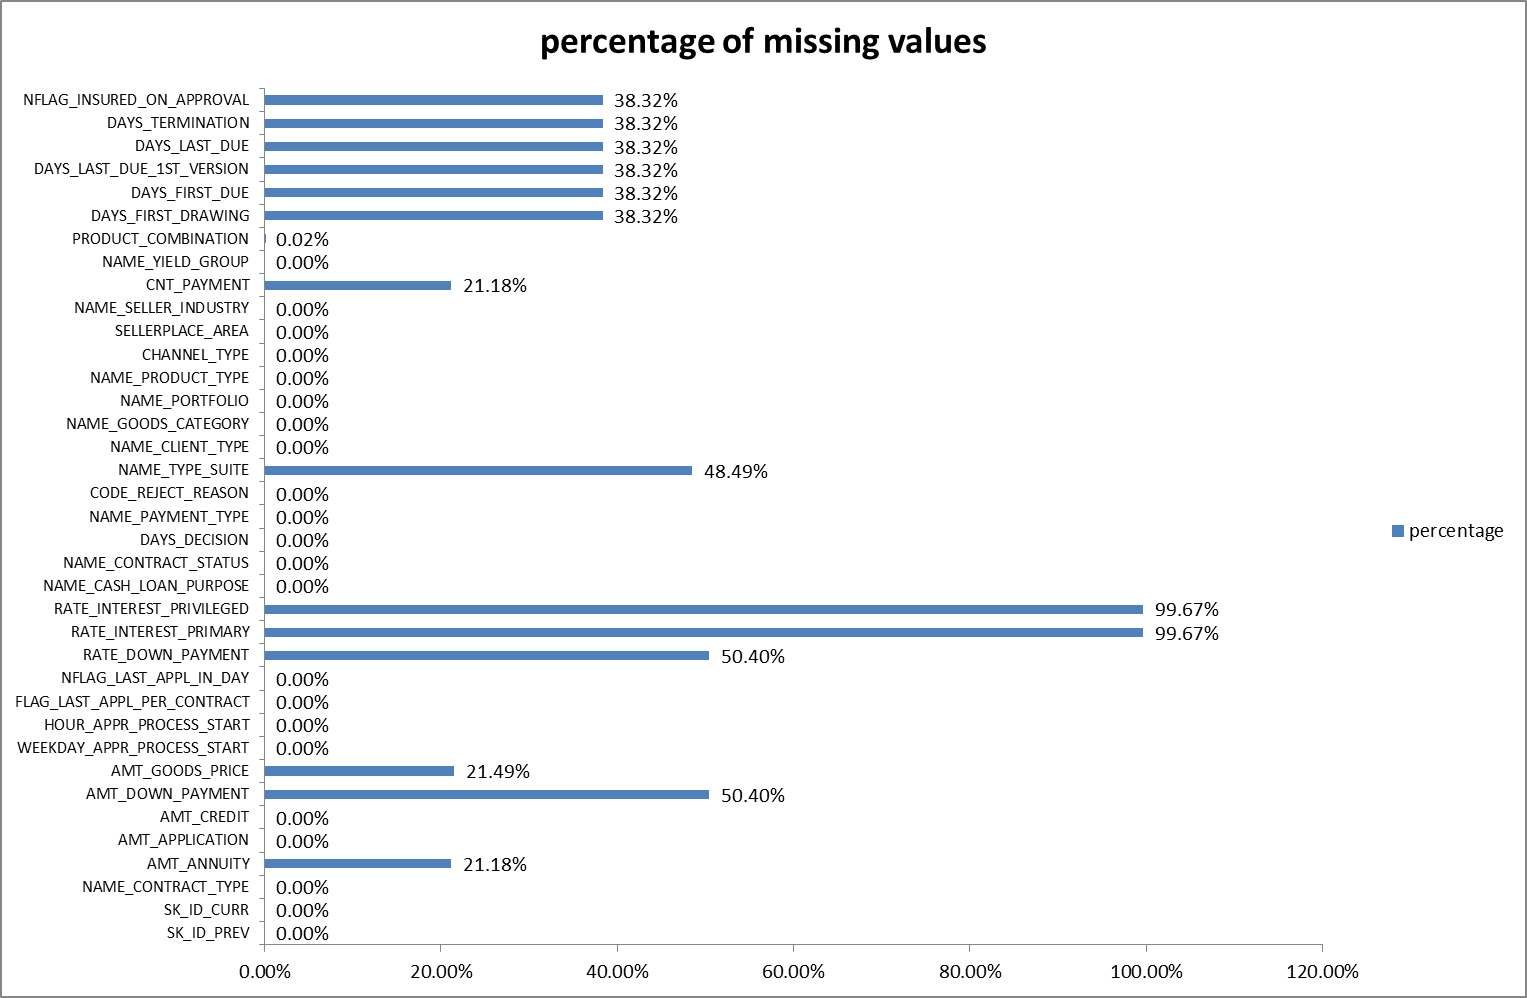 percentage of missing values
NFLAG_INSURED_ON_APPROVAL 38.32%
DAYS_TERMINATION 38.32%
DAYS_LAST_DUE 38.32%
DAYS_LAST_DUE_1ST_VERSION 38.32%
DAYS_FIRST_DUE 38.32%
DAYS_FIRST_DRAWING 38.32%
PRODUCT_COMBINATION 0.02%
NAME_YIELD_GROUP 0.00%
CNT_PAYMENT 21.18%
NAME_SELLER_INDUSTRY 0.00%
SELLERPLACE_AREA 0.00%
CHANNEL_TYPE 0.00%
NAME_PRODUCT_TYPE 0.00%
NAME_PORTFOLIO 0.00%
NAME_GOODS_CATEGORY 0.00%
NAME_CLIENT_TYPE 0.00%
NAME_TYPE_SUITE 48.49%
CODE_REJECT_REASON 0.00%
NAME_PAYMENT_TYPE 0.00%
DAYS_DECISION 0.00%
NAME_CONTRACT_STATUS 0.00%
NAME_CASH_LOAN_PURPOSE 0.00%
RATE_INTEREST_PRIVILEGED 99.67%
RATE_INTEREST_PRIMARY 99.67%
RATE_DOWN_PAYMENT 50.40%
NFLAG_LAST_APPL_IN_DAY 0.00%
FLAG_LAST_APPL_PER_CONTRACT 0.00%
HOUR_APPR_PROCESS_START 0.00%
WEEKDAY_APPR_PROCESS_START 0.00%
AMT_GOODS_PRICE 21.49%
AMT_DOWN_PAYMENT 50.40%
AMT_CREDIT 0.00%
AMT_APPLICATION 0.00%
AMT_ANNUITY 21.18%
NAME_CONTRACT_TYPE 0.00%
SK_ID_CURR 0.00%
SK_ID_PREV 0.00%
0.00% 20.00% 40.00% 60.00% 80.00% 100.00% 120.00%
percentage